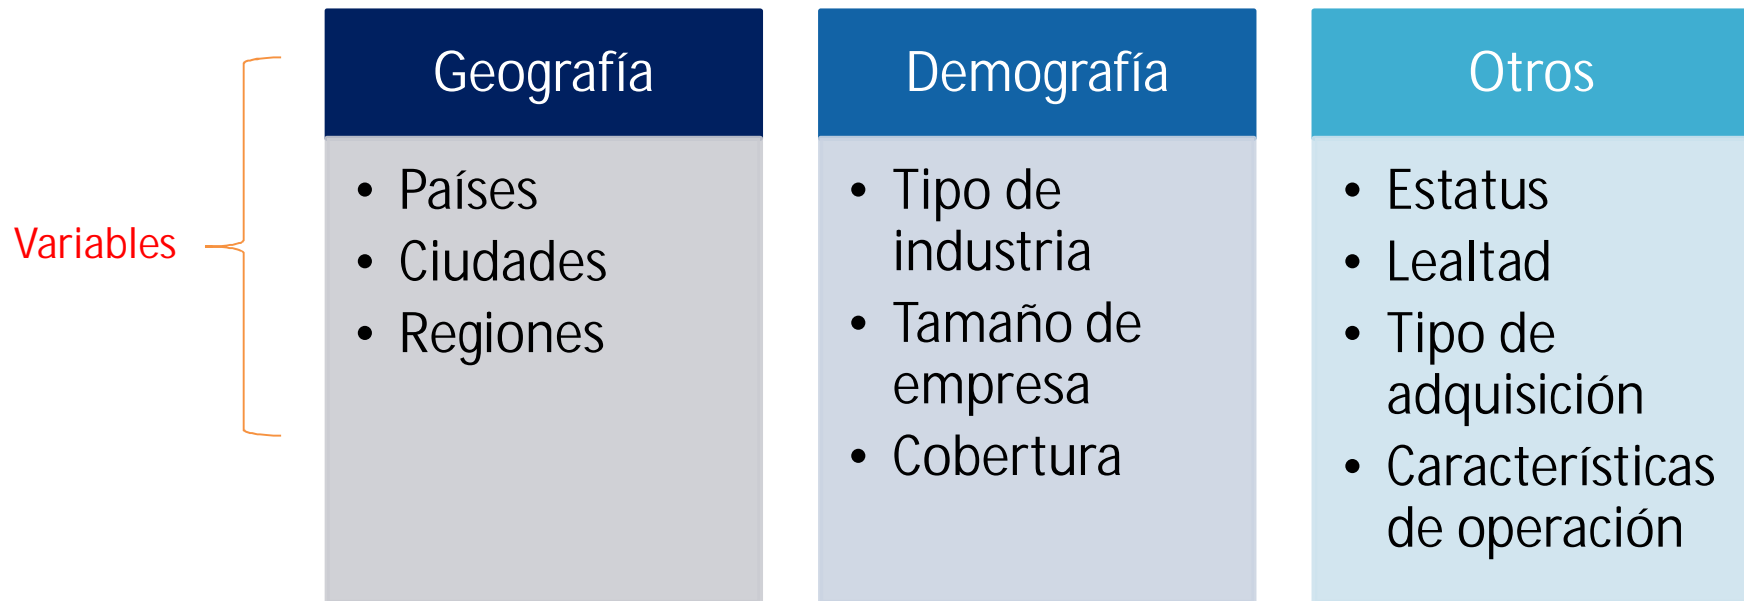 Variables
Geografía
• Países
• Ciudades
• Regiones
Demografía
• Tipo de
industria
• Tamaño de
empresa
• Cobertura
Otros
• Estatus
• Lealtad
• Tipo de
adquisición
• Características
de operación